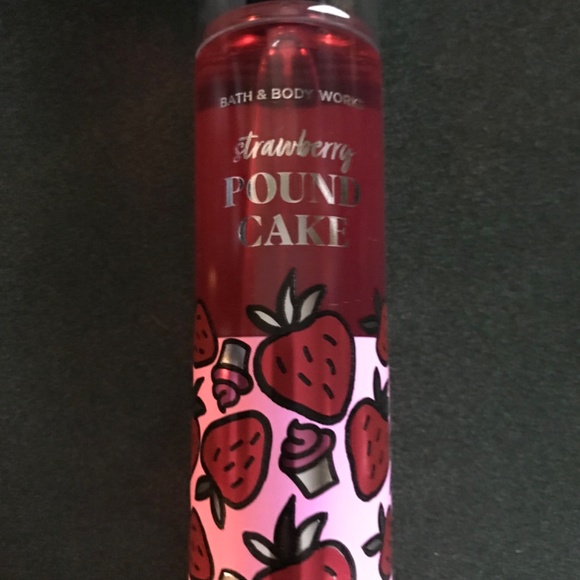 BATH & BODY WORKS
strawberry
POUND
CAKE